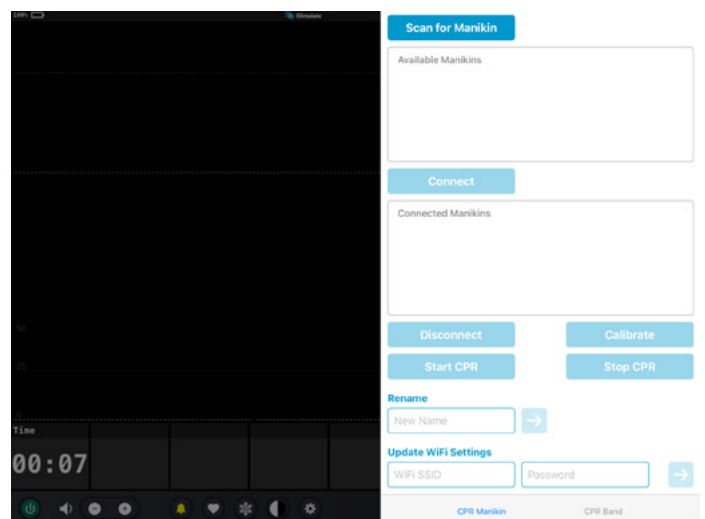 100%
Simulate
50
25
0
Time
00:07
Scan for Manikin
Available Manikins
Connect
Connected Manikins
Disconnect
Calibrate
Start CPR
Stop CPR
Rename
New Name
Update WiFi Settings
WiFi SSID
Password
CPR Manikin
CPR Band